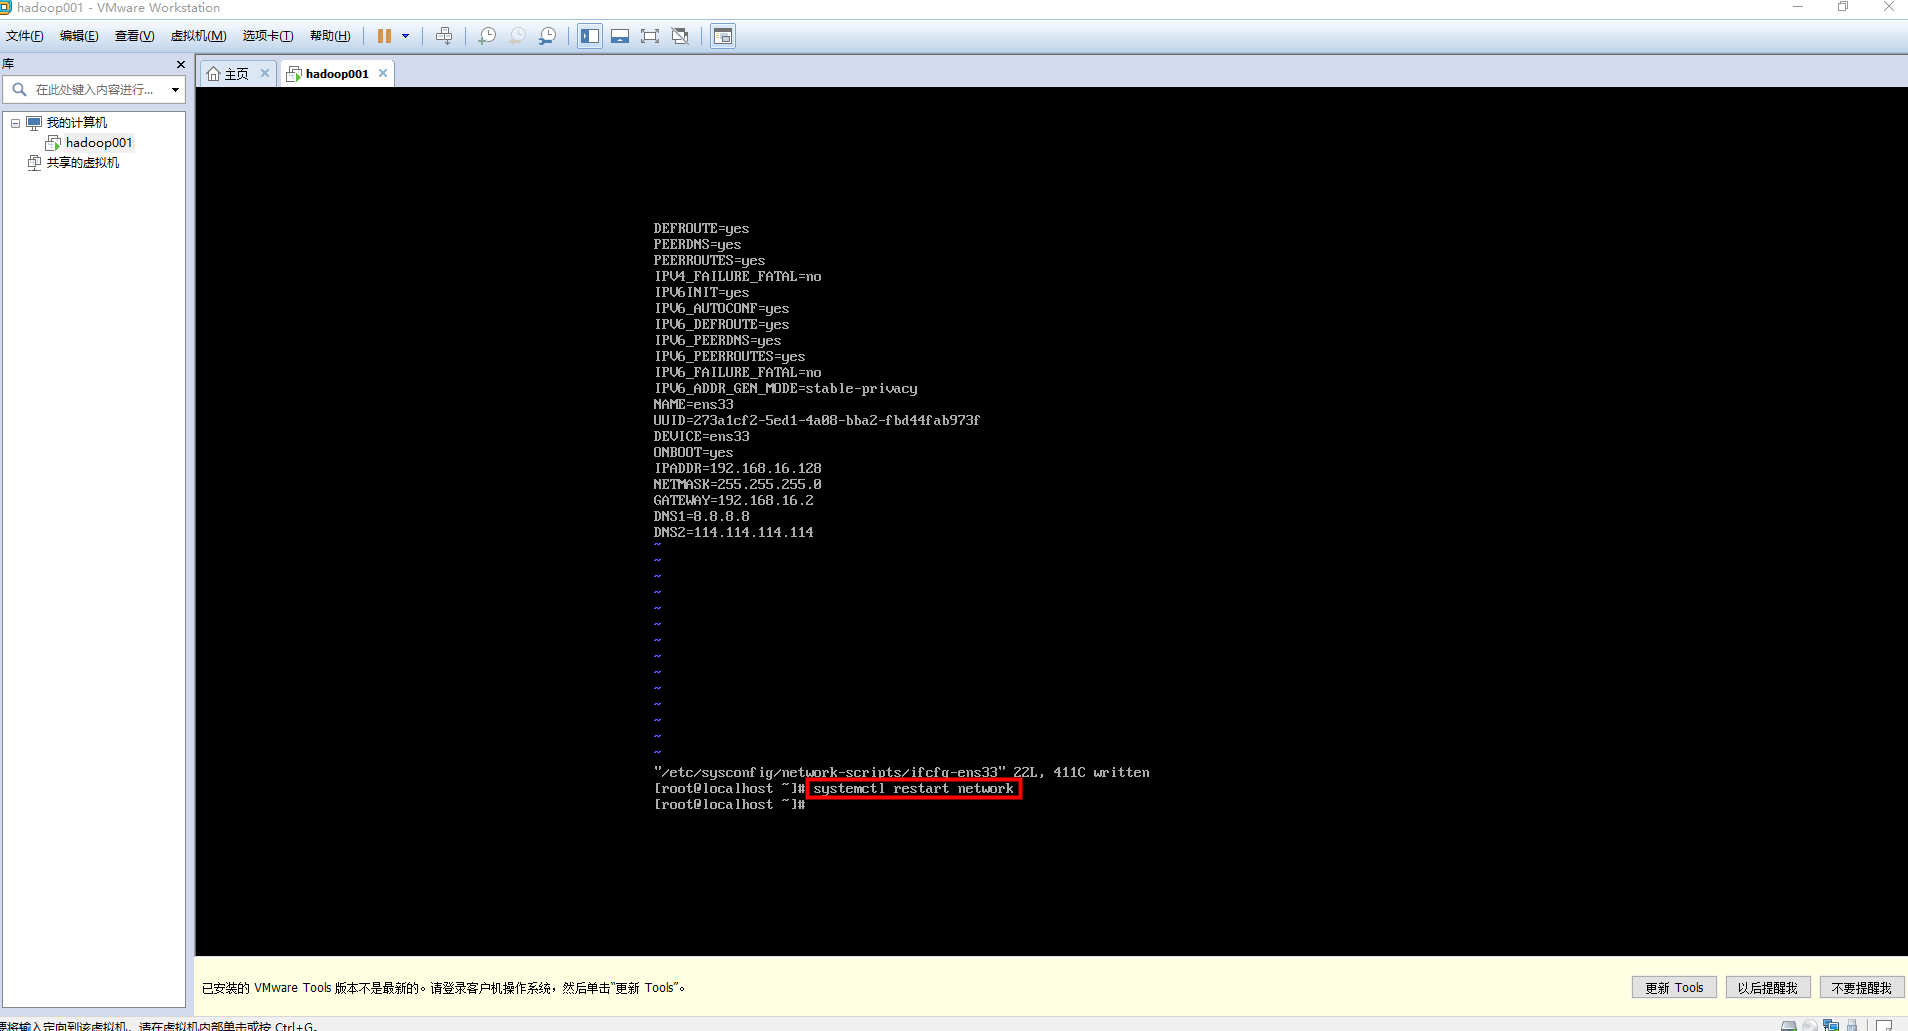 hadoop001 - VMware Workstation
文件(F) 编辑(E) 查看(V) 虚拟机(M) 选项卡(T) 帮助(H)
库
在此处键入内容进行...
我的计算机
hadoop001
共享的虚拟机
主页 hadoop001
DEFROUTE=yes
PEERDNS=yes
PEERROUTES=yes
IPV4_FAILURE_FATAL=no
IPV6INIT=yes
IPV6_AUTOCONF=yes
IPV6_DEFROUTE=yes
IPV6_PEERDNS=yes
IPV6_PEERROUTES=yes
IPV6_FAILURE_FATAL=no
IPV6_ADDR_GEN_MODE=stable-privacy
NAME=ens33
UUID=273a1cf2-5ed1-4a08-bba2-fbd44fab973f
DEVICE=ens33
ONBOOT=yes
IPADDR=192.168.16.128
NETMASK=255.255.255.0
GATEWAY=192.168.16.2
DNS1=8.8.8.8
DNS2=114.114.114.114
~
~
~
~
~
~
~
~
~
~
~
~
~
~
"/etc/sysconfig/network-scripts/ifcfg-ens33" 22L, 411C written
[root@localhost ~]# systemctl restart network
[root@localhost ~]#
已安装的 VMware Tools 版本不是最新的。请登录客户机操作系统，然后单击“更新 Tools”。
更新 Tools 以后提醒我 不要提醒我
要将输入定向到该虚拟机，请在虚拟机内部单击或按 Ctrl+G。